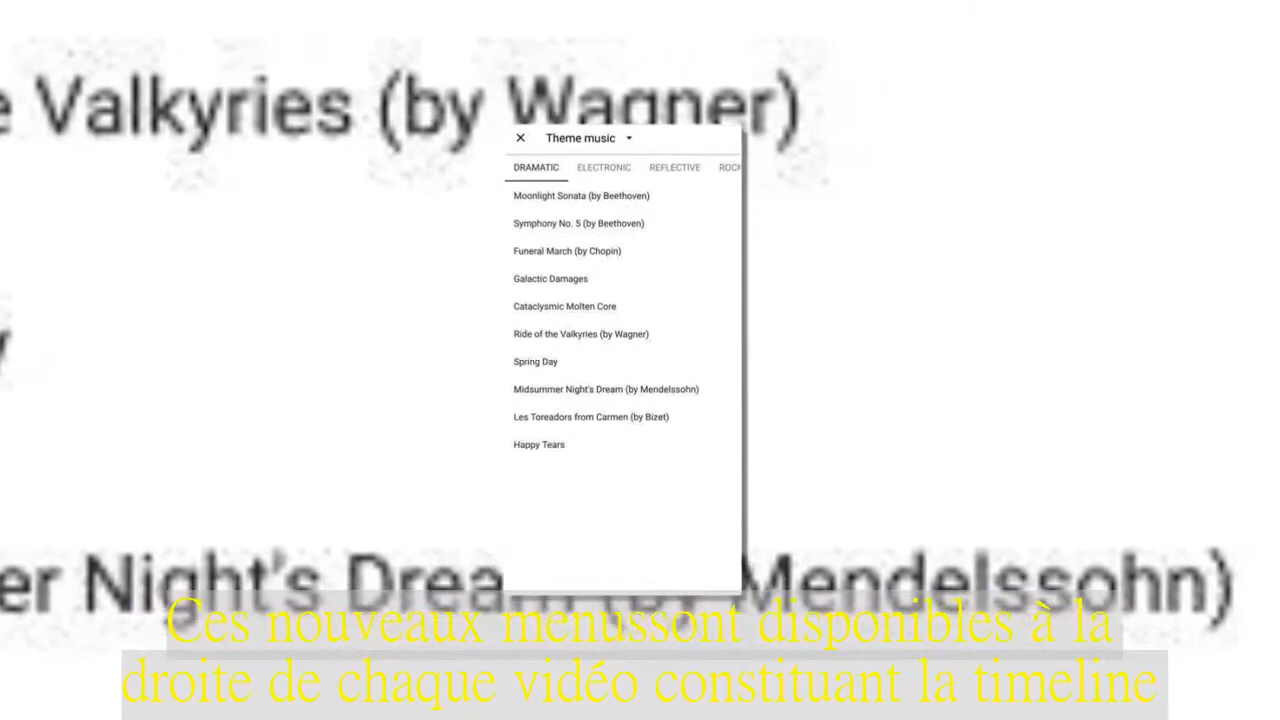 e Valkyries (by Wagner)
Theme music
DRAMATIC ELECTRONIC REFLECTIVE ROCK
Moonlight Sonata (by Beethoven)
Symphony No. 5 (by Beethoven)
Funeral March (by Chopin)
Galactic Damages
Cataclysmic Molten Core
Ride of the Valkyries (by Wagner)
Spring Day
Midsummer Night's Dream (by Mendelssohn)
Les Toreadors from Carmen (by Bizet)
Happy Tears
er Night's Dream (by Mendelssohn)
Ces nouveaux menussont disponibles à la
droite de chaque vidéo constituant la timeline